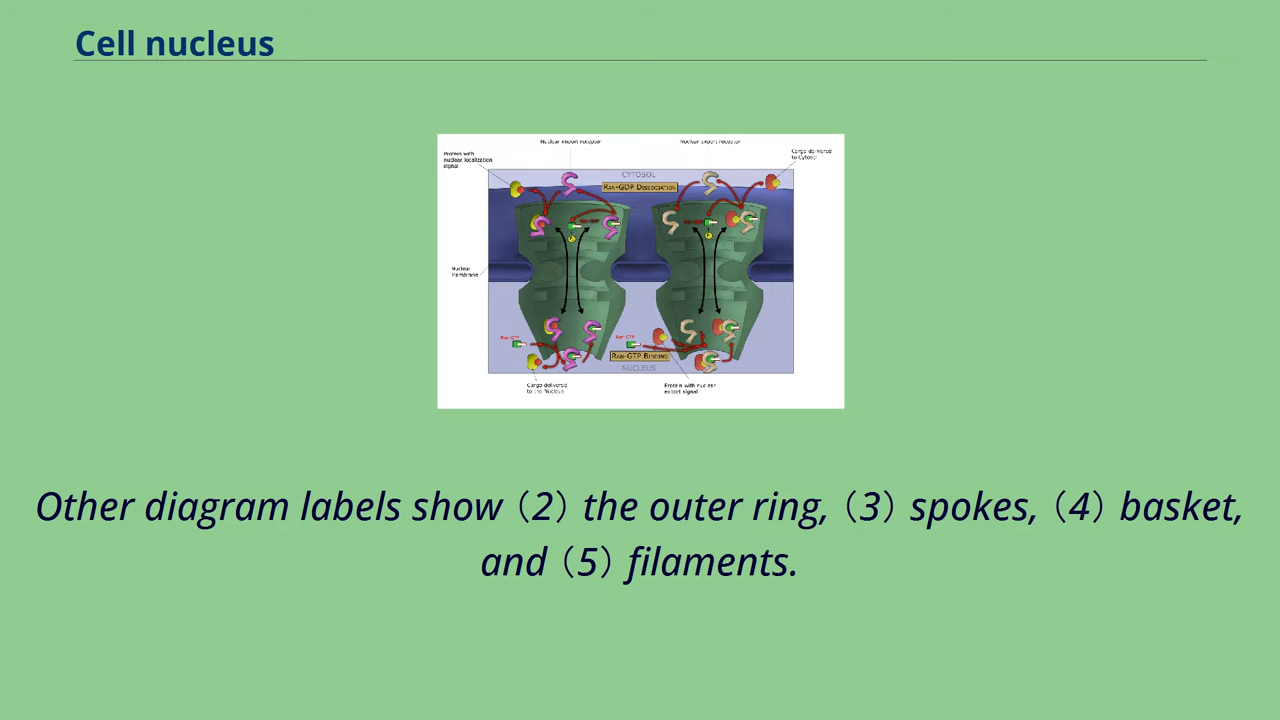 Cell nucleus
Nuclear import receptor
Nuclear export receptor
Protein with
nuclear localization
signal
Cargo delivered
to Cytosol
CYTOSOL
RAN-GDP DISSOCIATION
Nuclear
Membrane
Ran-GTP
Ran-GTP
RAN-GTP BINDING
NUCLEUS
Cargo delivered
to the Nucleus
Protein with nuclear
export signal
Other diagram labels show (2) the outer ring, (3) spokes, (4) basket,
and (5) filaments.